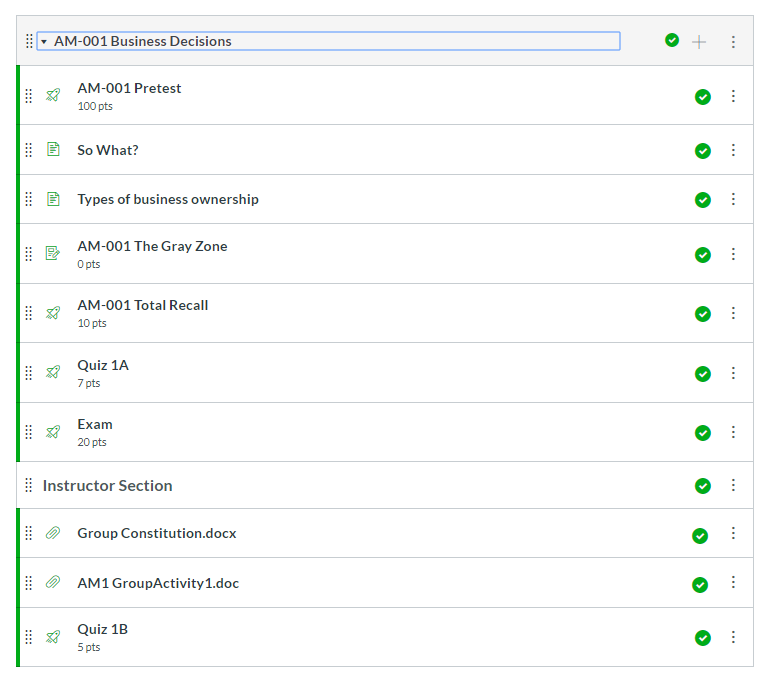 AM-001 Business Decisions
AM-001 Pretest
100 pts
So What?
Types of business ownership
AM-001 The Gray Zone
0 pts
AM-001 Total Recall
10 pts
Quiz 1A
7 pts
Exam
20 pts
Instructor Section
Group Constitution.docx
AM1 GroupActivity1.doc
Quiz 1B
5 pts